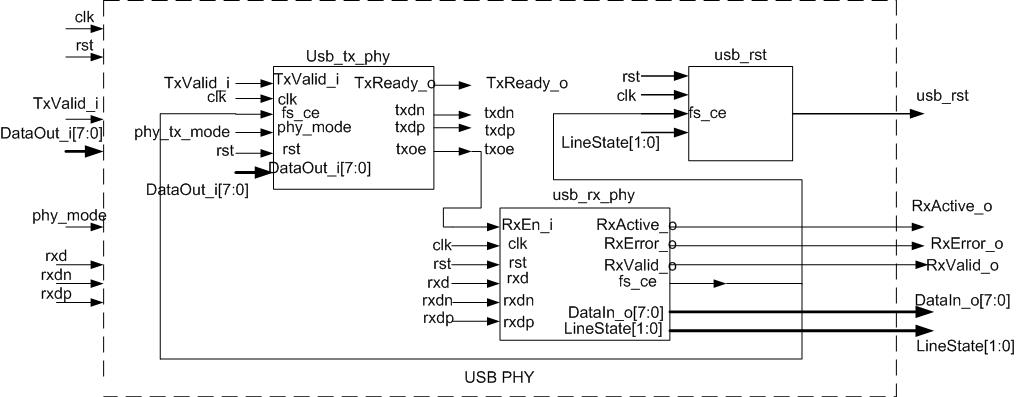 clk
rst
TxValid_i
DataOut_i[7:0]
phy_mode
rxd
rxdn
rxdp
Usb_tx_phy
TxValid_i
clk
phy_tx_mode
rst
DataOut_i[7:0]
TxValid_i
clk
fs_ce
phy_mode
rst
DataOut_i[7:0]
TxReady_o
txdn
txdp
txoe
TxReady_o
txdn
txdp
txoe
usb_rst
rst
clk
LineState[1:0]
fs_ce
usb_rst
usb_rx_phy
clk
rst
rxd
rxdn
rxdp
RxEn_i
clk
rst
rxd
rxdn
rxdp
RxActive_o
RxError_o
RxValid_o
fs_ce
DataIn_o[7:0]
LineState[1:0]
RxActive_o
RxError_o
RxValid_o
DataIn_o[7:0]
LineState[1:0]
USB PHY